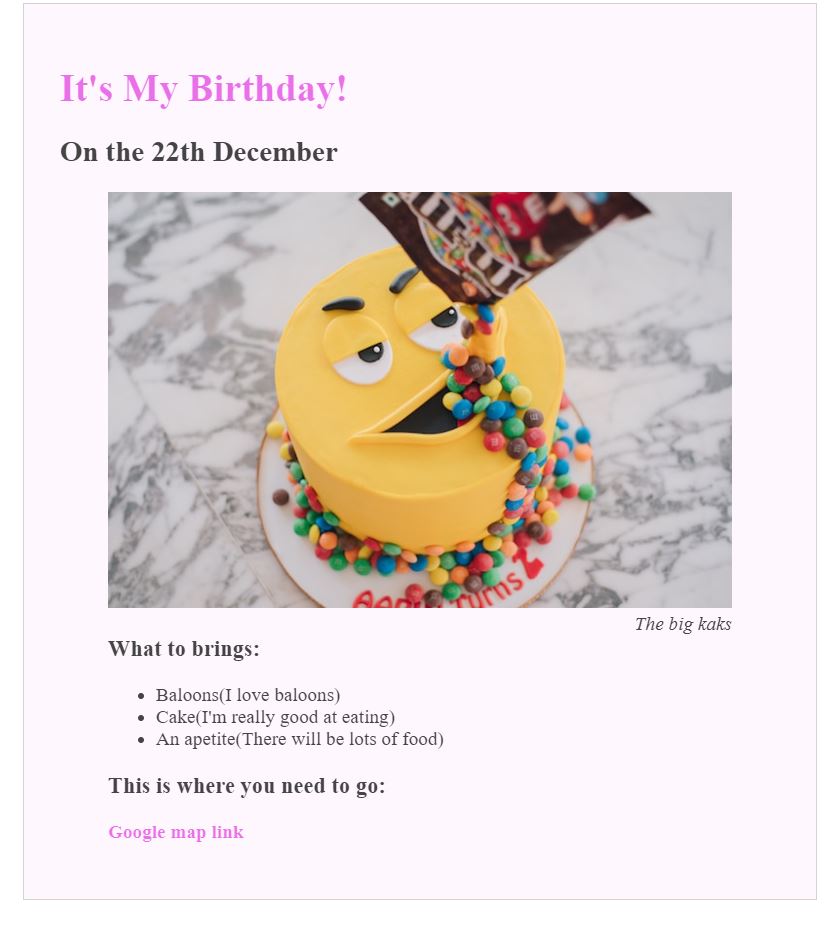 It's My Birthday!
On the 22th December
turns
The big kaks
What to brings:
Baloons(I love baloons)
Cake(I'm really good at eating)
An apetite(There will be lots of food)
This is where you need to go:
Google map link